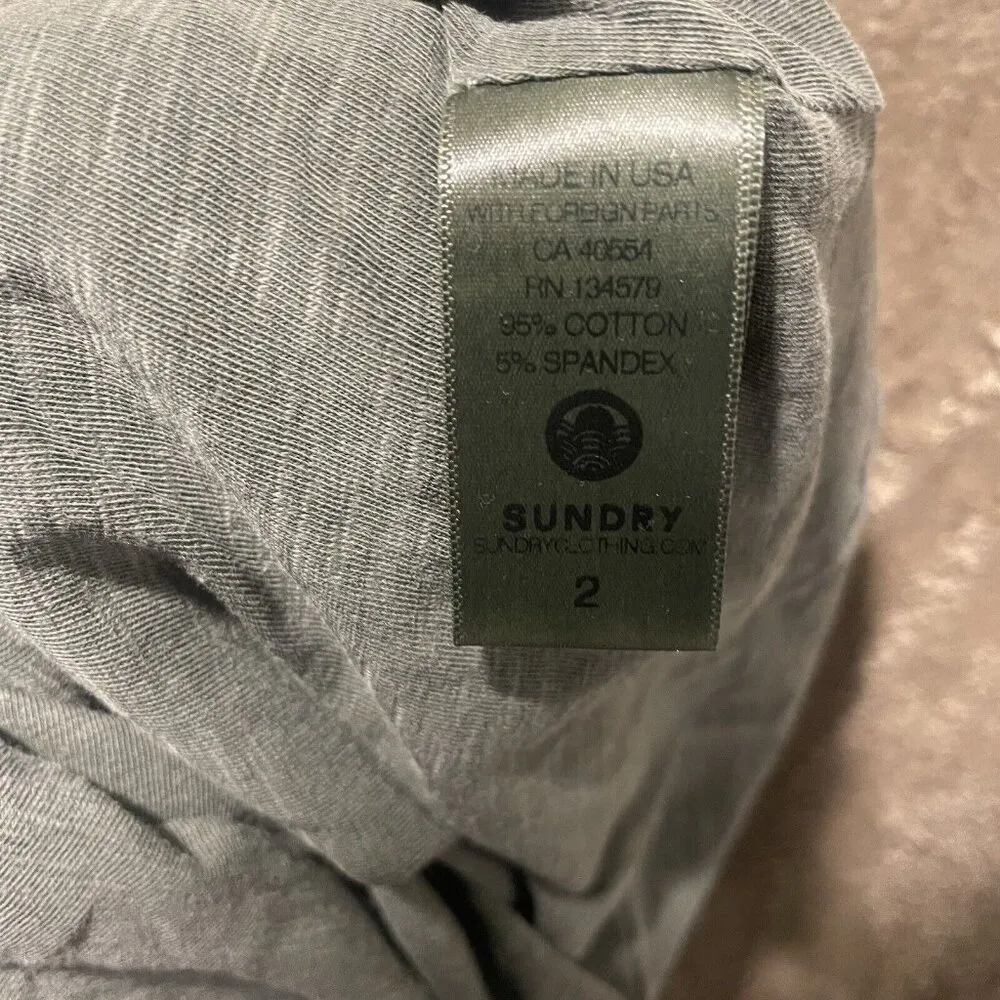 MADE IN USA
WITH FOREIGN PARTS
CA 40554
RN 134579
95% COTTON
5% SPANDEX
SUNDRY
SUNDRYCLOTHING.COM
2